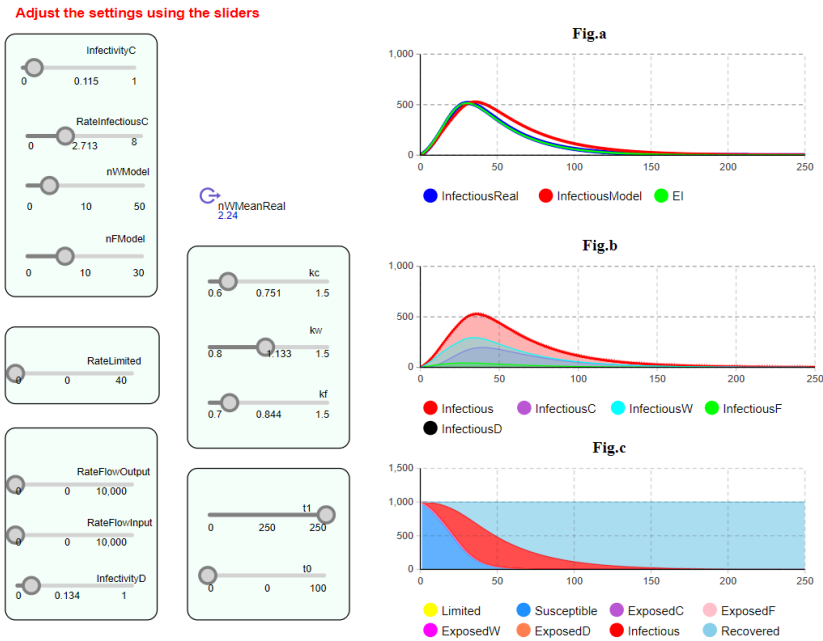 Adjust the settings using the sliders
InfectivityC
0 0.115 1
RateInfectiousC
0 2.713 8
nWModel
0 10 50
nFModel
0 10 30
RateLimited
0 0 40
RateFlowOutput
0 0 10,000
RateFlowInput
0 0 10,000
InfectivityD
0 0.134 1
nWMeanReal
2.24
kc
0.6 0.751 1.5
kw
0.8 1.133 1.5
kf
0.7 0.844 1.5
t1
0 250 250
t0
0 0 100
Fig.a
1,000
500
0
0 50 100 150 200 250
InfectiousReal InfectiousModel EI
Fig.b
1,000
500
0
0 50 100 150 200 250
Infectious InfectiousC InfectiousW InfectiousF
InfectiousD
Fig.c
1,500
1,000
500
0
0 50 100 150 200 250
Limited Susceptible ExposedC ExposedF
ExposedW ExposedD Infectious Recovered